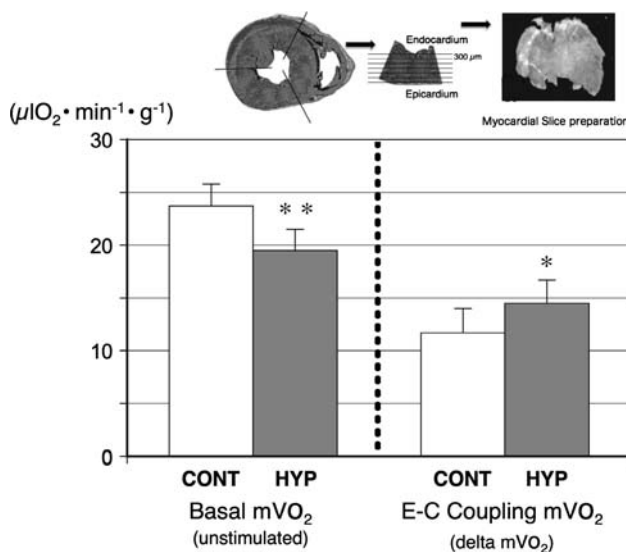 Endocardium
300 µm
Epicardium
Myocardial Slice preparation
(µlO₂・min⁻¹・g⁻¹)
30
20
10
0
* *
*
CONT HYP CONT HYP
Basal mVO₂ E-C Coupling mVO₂
(unstimulated) (delta mVO₂)